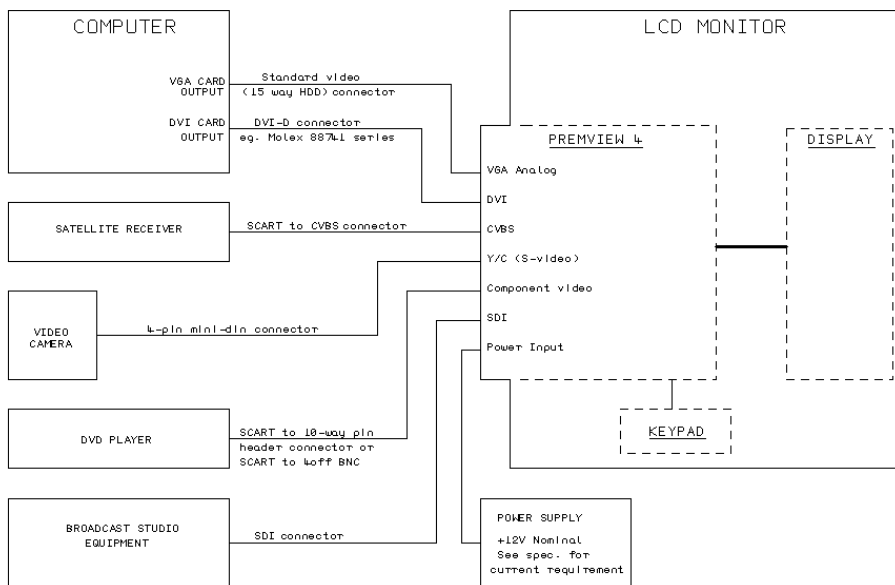 COMPUTER
VGA CARD
OUTPUT
DVI CARD
OUTPUT
Standard video
(15 way HDD) connector
DVI-D connector
eg. Molex 88741 series
SATELLITE RECEIVER
SCART to CVBS connector
VIDEO
CAMERA
4-pin mini-din connector
DVD PLAYER
SCART to 10-way pin
header connector or
SCART to 4off BNC
BROADCAST STUDIO
EQUIPMENT
SDI connector
LCD MONITOR
PREMVIEW 4
VGA Analog
DVI
CVBS
Y/C (S-video)
Component video
SDI
Power Input
DISPLAY
KEYPAD
POWER SUPPLY
+12V Nominal
See spec. for
current requirement